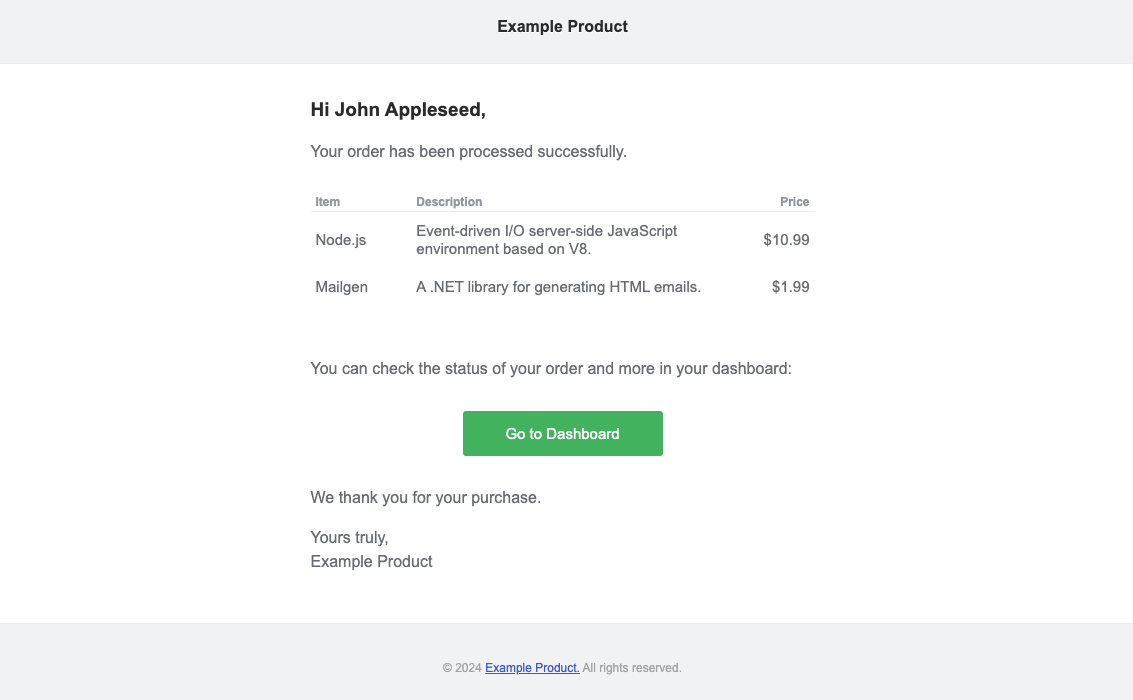 Example Product
Hi John Appleseed,
Your order has been processed successfully.
Item Description Price
Node.js Event-driven I/O server-side JavaScript environment based on V8. $10.99
Mailgen A .NET library for generating HTML emails. $1.99
You can check the status of your order and more in your dashboard:
Go to Dashboard
We thank you for your purchase.
Yours truly,
Example Product
© 2024 Example Product. All rights reserved.